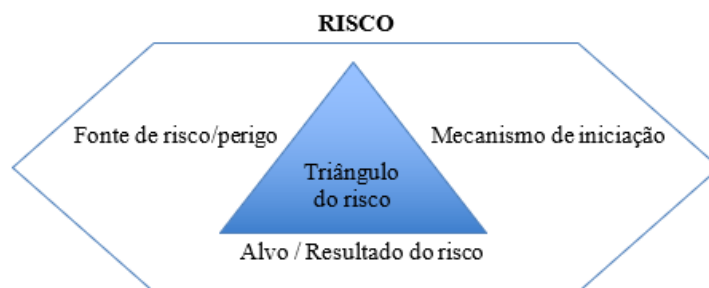 RISCO
Fonte de risco/perigo
Mecanismo de iniciação
Triângulo
do risco
Alvo / Resultado do risco